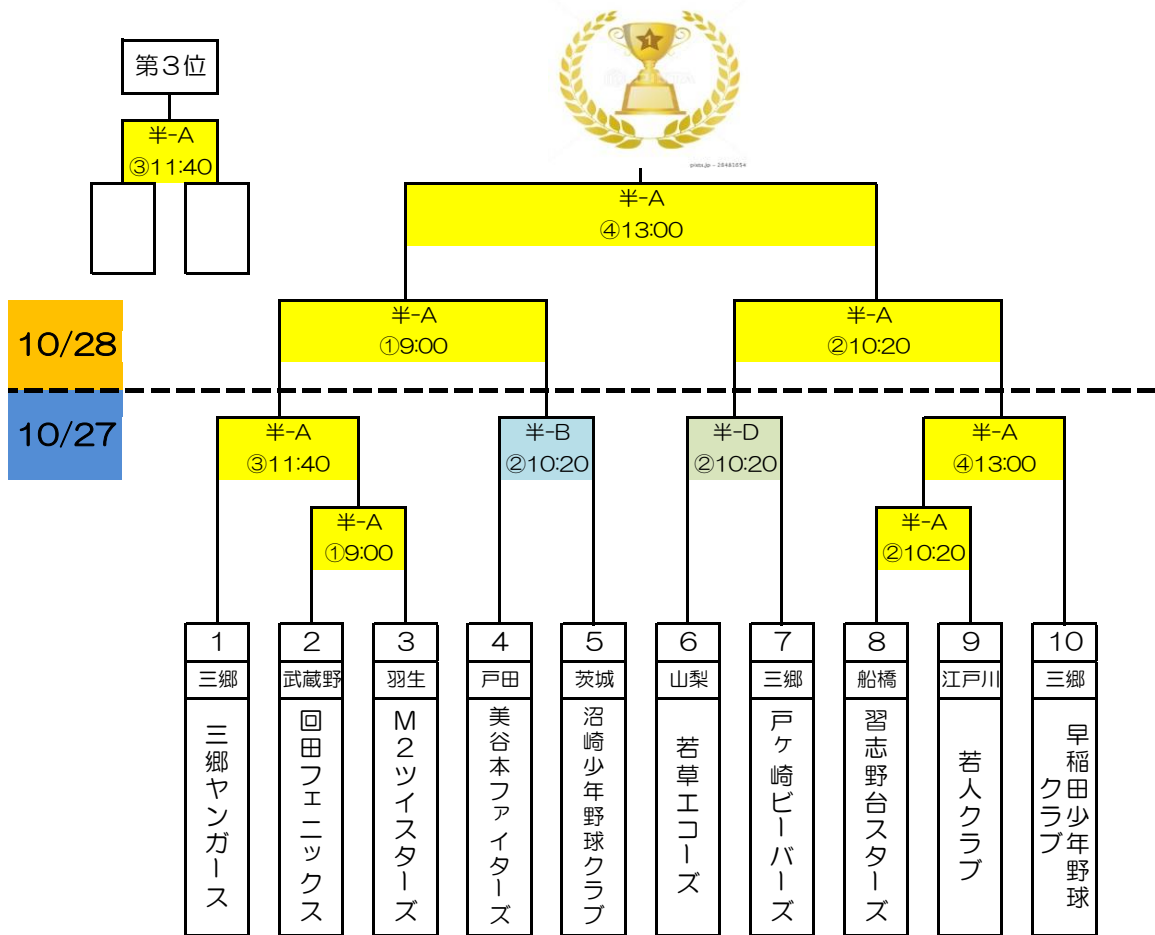 第３位
半-A
③11:40
1
pixta.jp - 28481654
半-A
④13:00
10/28
半-A
①9:00
半-A
②10:20
10/27
半-A
③11:40
半-B
②10:20
半-D
②10:20
半-A
④13:00
半-A
①9:00
半-A
②10:20
1
2
3
4
5
6
7
8
9
10
三郷
武蔵野
羽生
戸田
茨城
山梨
三郷
船橋
江戸川
三郷
三郷ヤンガース
回田フェニックス
M２ツイスターズ
美谷本ファイターズ
沼崎少年野球クラブ
若草エコーズ
戸ヶ崎ビーバーズ
習志野台スターズ
若人クラブ
早稲田少年野球
クラブ